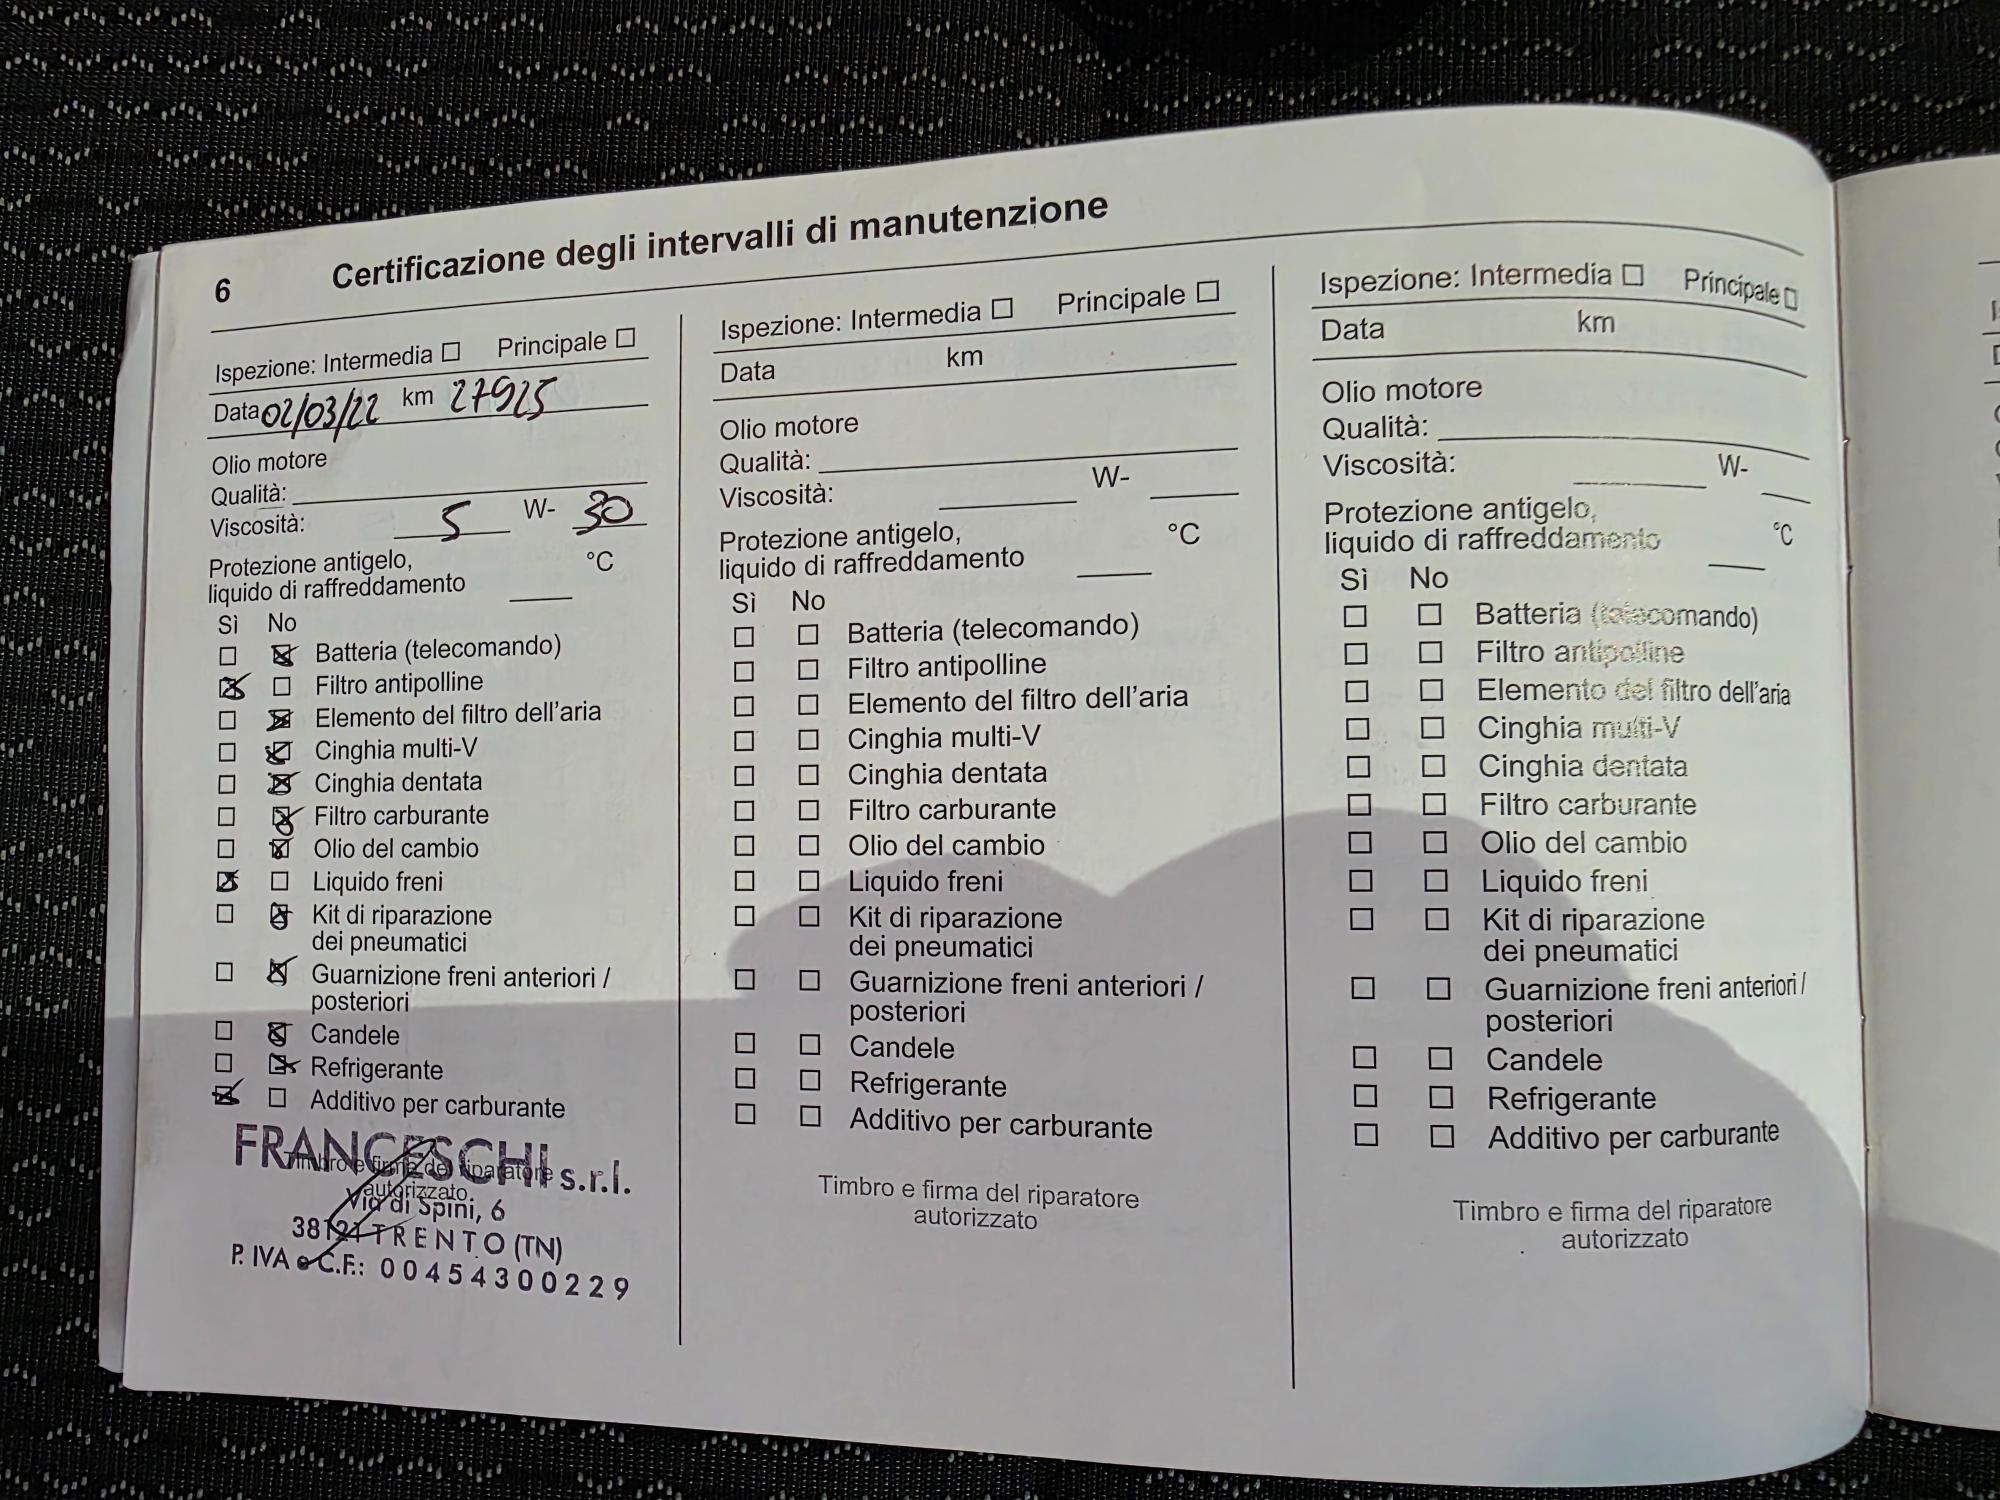 6 Certificazione degli intervalli di manutenzione
Ispezione: Intermedia ☐ Principale ☐
Data 02/03/22 km 27925
Olio motore
Qualità:
Viscosità: 5 W- 30
Protezione antigelo, °C
liquido di raffreddamento
Sì No
☐ ☒ Batteria (telecomando)
☒ ☐ Filtro antipolline
☐ ☒ Elemento del filtro dell'aria
☐ ☒ Cinghia multi-V
☐ ☒ Cinghia dentata
☐ ☒ Filtro carburante
☐ ☒ Olio del cambio
☒ ☐ Liquido freni
☐ ☒ Kit di riparazione
dei pneumatici
☐ ☒ Guarnizione freni anteriori /
posteriori
☐ ☒ Candele
☐ ☒ Refrigerante
☒ ☐ Additivo per carburante
FRANCESCHI s.r.l.
Timbro e firma del riparatore
autorizzato
Via di Spini, 6
38121 TRENTO (TN)
P. IVA e C.F.: 00454300229
Ispezione: Intermedia ☐ Principale ☐
Data km
Olio motore
Qualità:
Viscosità: W-
Protezione antigelo, °C
liquido di raffreddamento
Sì No
☐ ☐ Batteria (telecomando)
☐ ☐ Filtro antipolline
☐ ☐ Elemento del filtro dell'aria
☐ ☐ Cinghia multi-V
☐ ☐ Cinghia dentata
☐ ☐ Filtro carburante
☐ ☐ Olio del cambio
☐ ☐ Liquido freni
☐ ☐ Kit di riparazione
dei pneumatici
☐ ☐ Guarnizione freni anteriori /
posteriori
☐ ☐ Candele
☐ ☐ Refrigerante
☐ ☐ Additivo per carburante
Timbro e firma del riparatore
autorizzato
Ispezione: Intermedia ☐ Principale ☐
Data km
Olio motore
Qualità:
Viscosità: W-
Protezione antigelo, °C
liquido di raffreddamento
Sì No
☐ ☐ Batteria (telecomando)
☐ ☐ Filtro antipolline
☐ ☐ Elemento del filtro dell'aria
☐ ☐ Cinghia multi-V
☐ ☐ Cinghia dentata
☐ ☐ Filtro carburante
☐ ☐ Olio del cambio
☐ ☐ Liquido freni
☐ ☐ Kit di riparazione
dei pneumatici
☐ ☐ Guarnizione freni anteriori /
posteriori
☐ ☐ Candele
☐ ☐ Refrigerante
☐ ☐ Additivo per carburante
Timbro e firma del riparatore
autorizzato